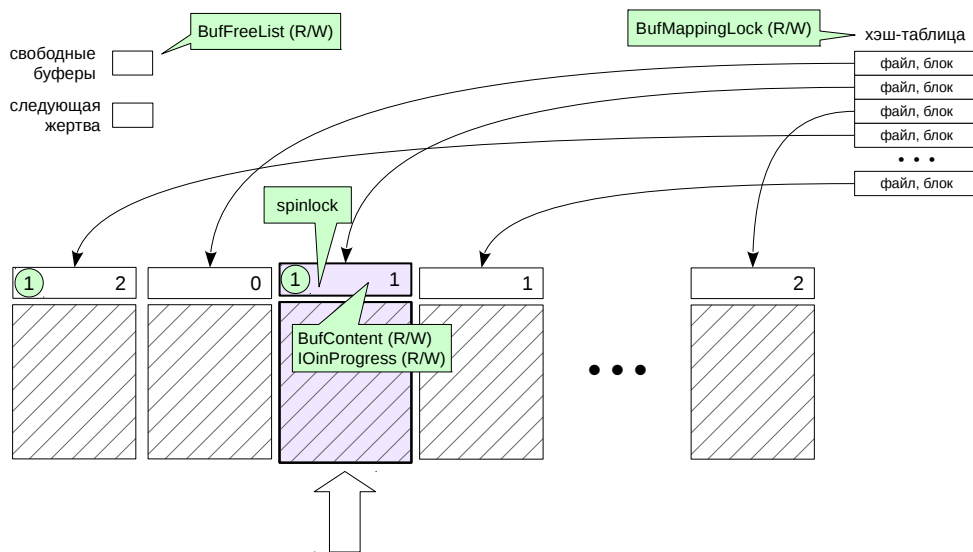 BufFreeList (R/W)
свободные
буферы
следующая
жертва
BufMappingLock (R/W)
хэш-таблица
файл, блок
файл, блок
файл, блок
файл, блок
• • •
файл, блок
spinlock
1 2
0
1 1
1
2
BufContent (R/W)
IOinProgress (R/W)
• • •